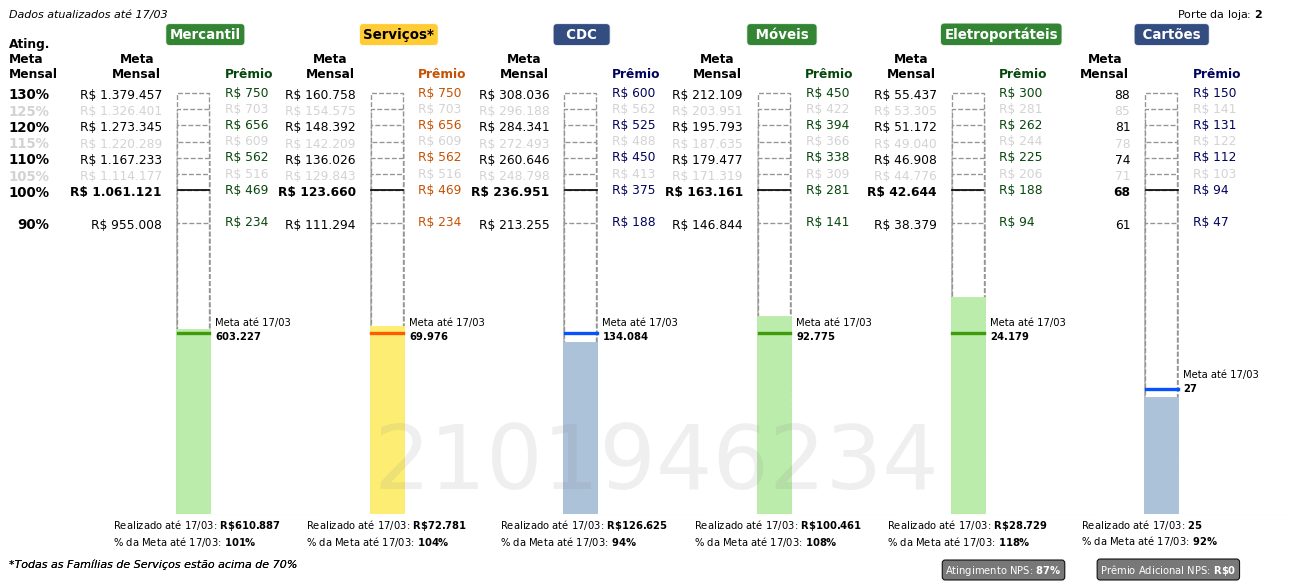 Dados atualizados até 17/03 Porte da loja: 2
Mercantil Serviços* CDC Móveis Eletroportáteis Cartões
Ating. Meta Mensal Meta Mensal Prêmio Meta Mensal Prêmio Meta Mensal Prêmio Meta Mensal Prêmio Meta Mensal Prêmio Meta Mensal Prêmio
130% R$ 1.379.457 R$ 750 R$ 160.758 R$ 750 R$ 308.036 R$ 600 R$ 212.109 R$ 450 R$ 55.437 R$ 300 88 R$ 150
125% R$ 1.326.401 R$ 703 R$ 154.575 R$ 703 R$ 296.188 R$ 562 R$ 203.951 R$ 422 R$ 53.305 R$ 281 85 R$ 141
120% R$ 1.273.345 R$ 656 R$ 148.392 R$ 656 R$ 284.341 R$ 525 R$ 195.793 R$ 394 R$ 51.172 R$ 262 81 R$ 131
115% R$ 1.220.289 R$ 609 R$ 142.209 R$ 609 R$ 272.493 R$ 488 R$ 187.635 R$ 366 R$ 49.040 R$ 244 78 R$ 122
110% R$ 1.167.233 R$ 562 R$ 136.026 R$ 562 R$ 260.646 R$ 450 R$ 179.477 R$ 338 R$ 46.908 R$ 225 74 R$ 112
105% R$ 1.114.177 R$ 516 R$ 129.843 R$ 516 R$ 248.798 R$ 413 R$ 171.319 R$ 309 R$ 44.776 R$ 206 71 R$ 103
100% R$ 1.061.121 R$ 469 R$ 123.660 R$ 469 R$ 236.951 R$ 375 R$ 163.161 R$ 281 R$ 42.644 R$ 188 68 R$ 94
90% R$ 955.008 R$ 234 R$ 111.294 R$ 234 R$ 213.255 R$ 188 R$ 146.844 R$ 141 R$ 38.379 R$ 94 61 R$ 47
Meta até 17/03 Meta até 17/03 Meta até 17/03 Meta até 17/03 Meta até 17/03
603.227 69.976 134.084 92.775 24.179
Meta até 17/03
27
2101946234
Realizado até 17/03: R$610.887 Realizado até 17/03: R$72.781 Realizado até 17/03: R$126.625 Realizado até 17/03: R$100.461 Realizado até 17/03: R$28.729 Realizado até 17/03: 25
% da Meta até 17/03: 101% % da Meta até 17/03: 104% % da Meta até 17/03: 94% % da Meta até 17/03: 108% % da Meta até 17/03: 118% % da Meta até 17/03: 92%
*Todas as Famílias de Serviços estão acima de 70% Atingimento NPS: 87% Prêmio Adicional NPS: R$0